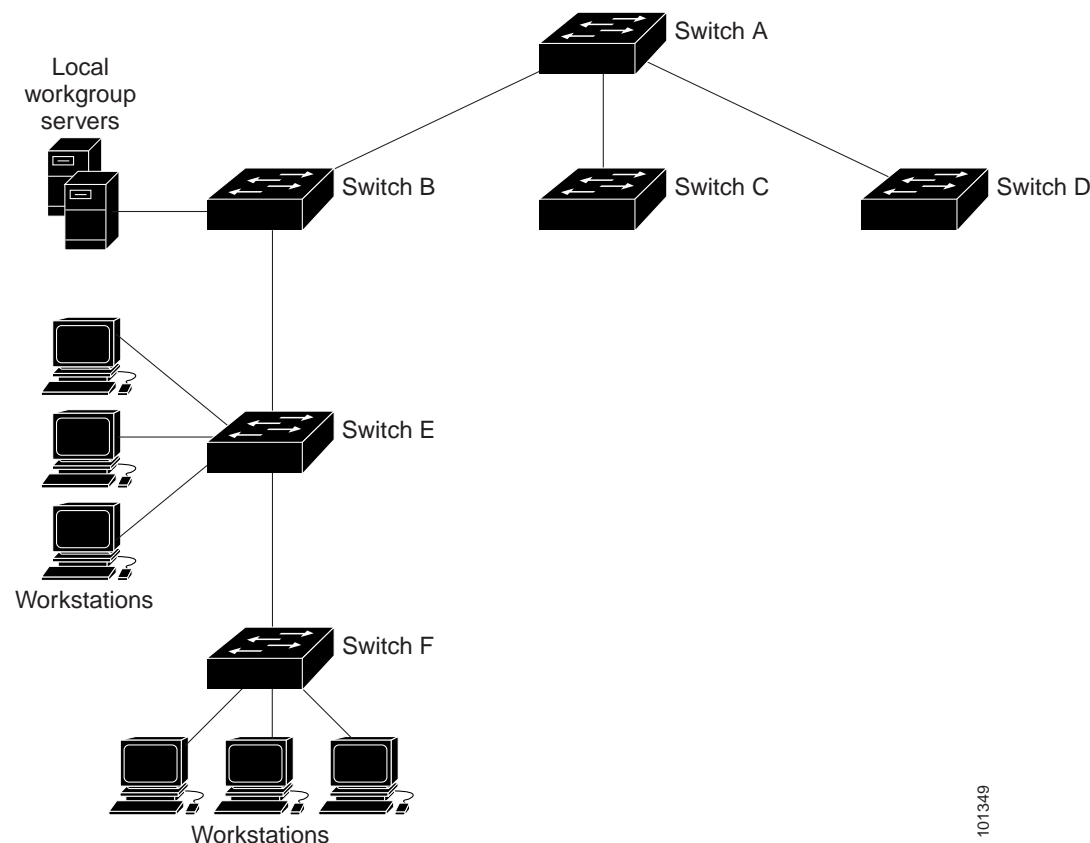 Switch A
Local
workgroup
servers
Switch B
Switch C
Switch D
Switch E
Workstations
Switch F
Workstations
101349